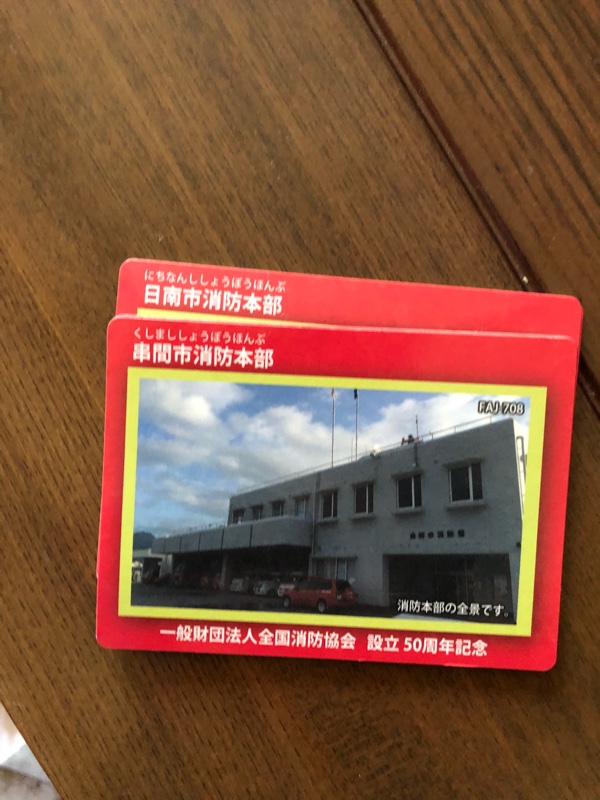 にちなんししょうぼうほんぶ
日南市消防本部
くしまししょうぼうほんぶ
串間市消防本部
FAJ 708
消防本部の全景です。
一般財団法人全国消防協会 設立 50周年記念